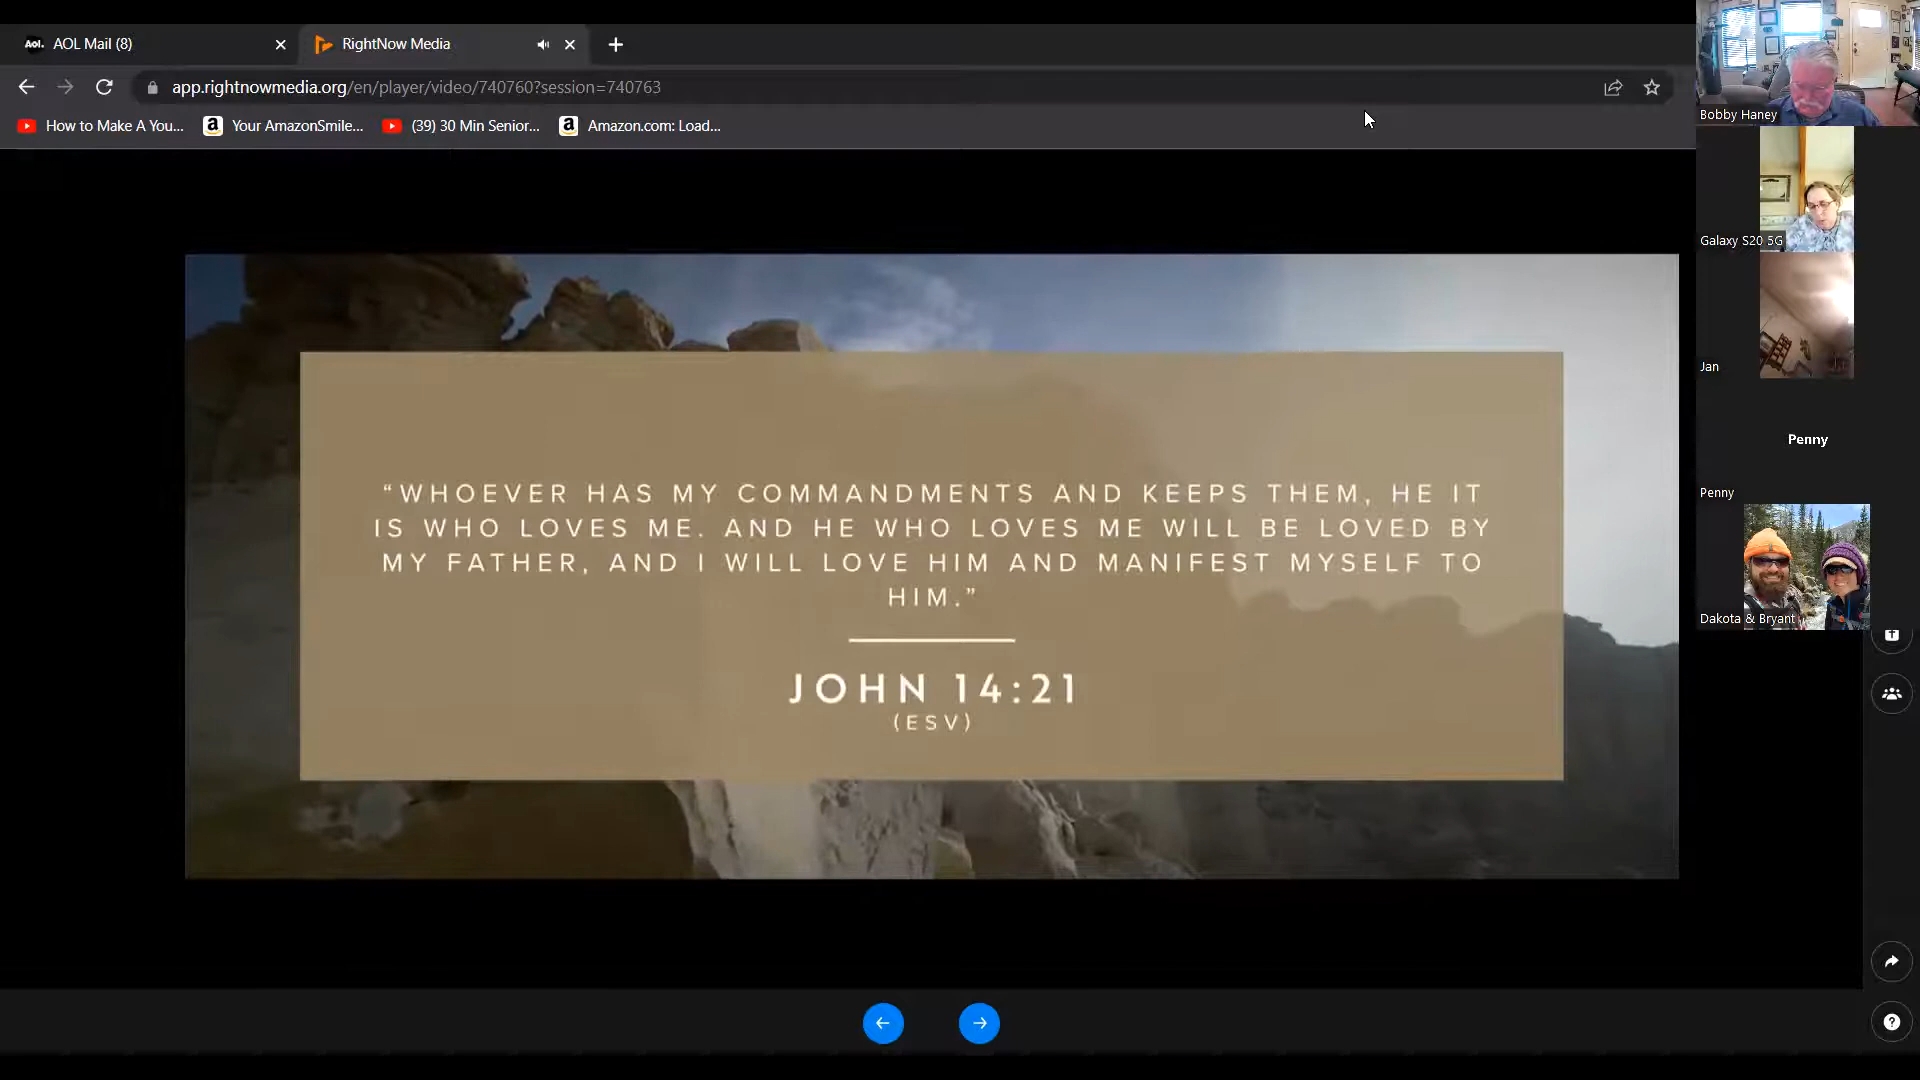 Aol.
AOL Mail (8)
RightNow Media
app.rightnowmedia.org/en/player/video/740760?session=740763
How to Make A You...
Your AmazonSmile...
(39) 30 Min Senior...
Amazon.com: Load...
Bobby Haney
Galaxy S20 5G
Jan
Penny
Penny
Dakota & Bryant
“WHOEVER HAS MY COMMANDMENTS AND KEEPS THEM, HE IT
IS WHO LOVES ME. AND HE WHO LOVES ME WILL BE LOVED BY
MY FATHER, AND I WILL LOVE HIM AND MANIFEST MYSELF TO
HIM.”
JOHN 14:21
(ESV)